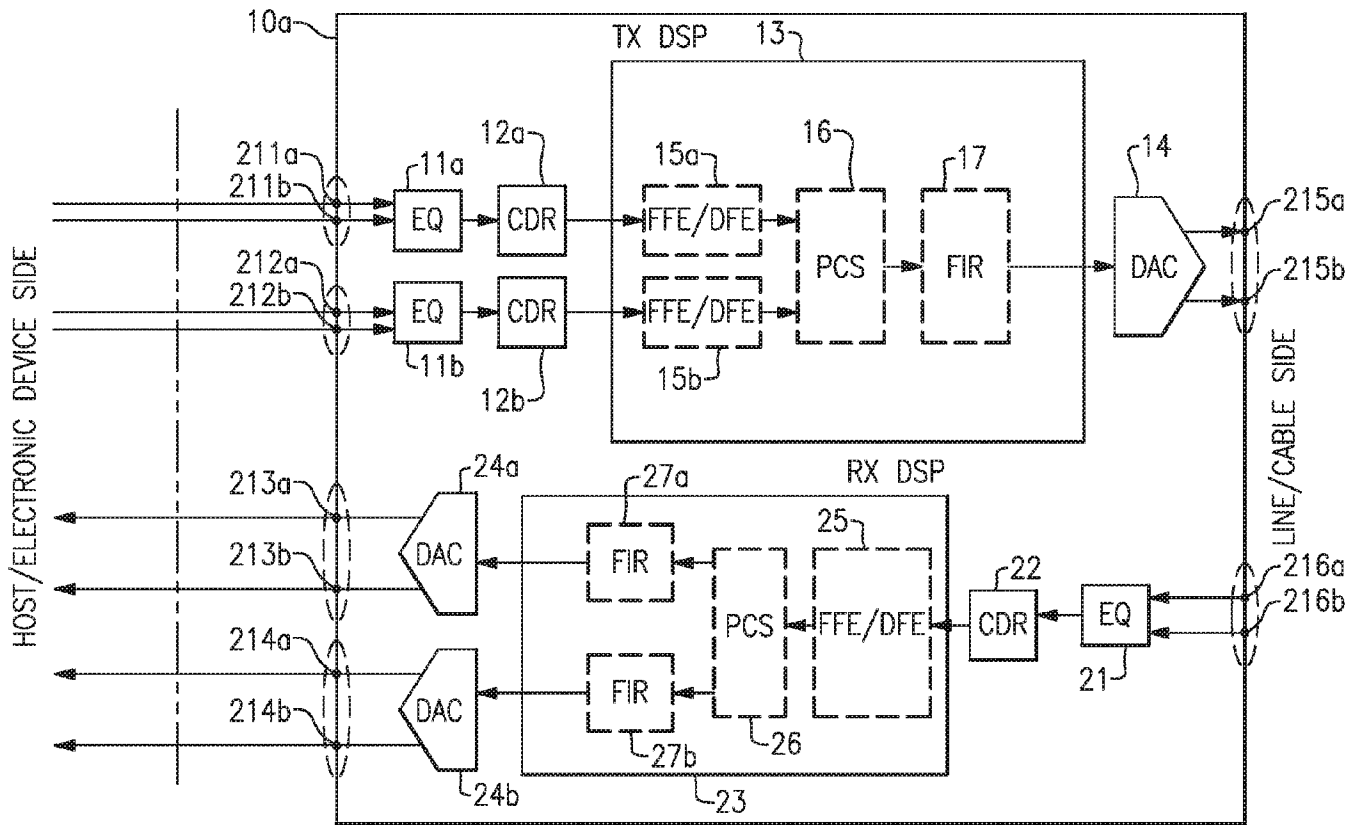 10a
TX DSP
13
12a
211a
211b
11a
15a
16
17
14
215a
EQ
CDR
FFE/DFE
PCS
FIR
DAC
212a
212b
EQ
CDR
FFE/DFE
215b
11b
12b
15b
HOST/ELECTRONIC DEVICE SIDE
LINE/CABLE SIDE
RX DSP
24a
27a
25
213a
213b
DAC
FIR
22
216a
216b
PCS
FFE/DFE
CDR
EQ
21
214a
214b
DAC
FIR
26
27b
24b
23